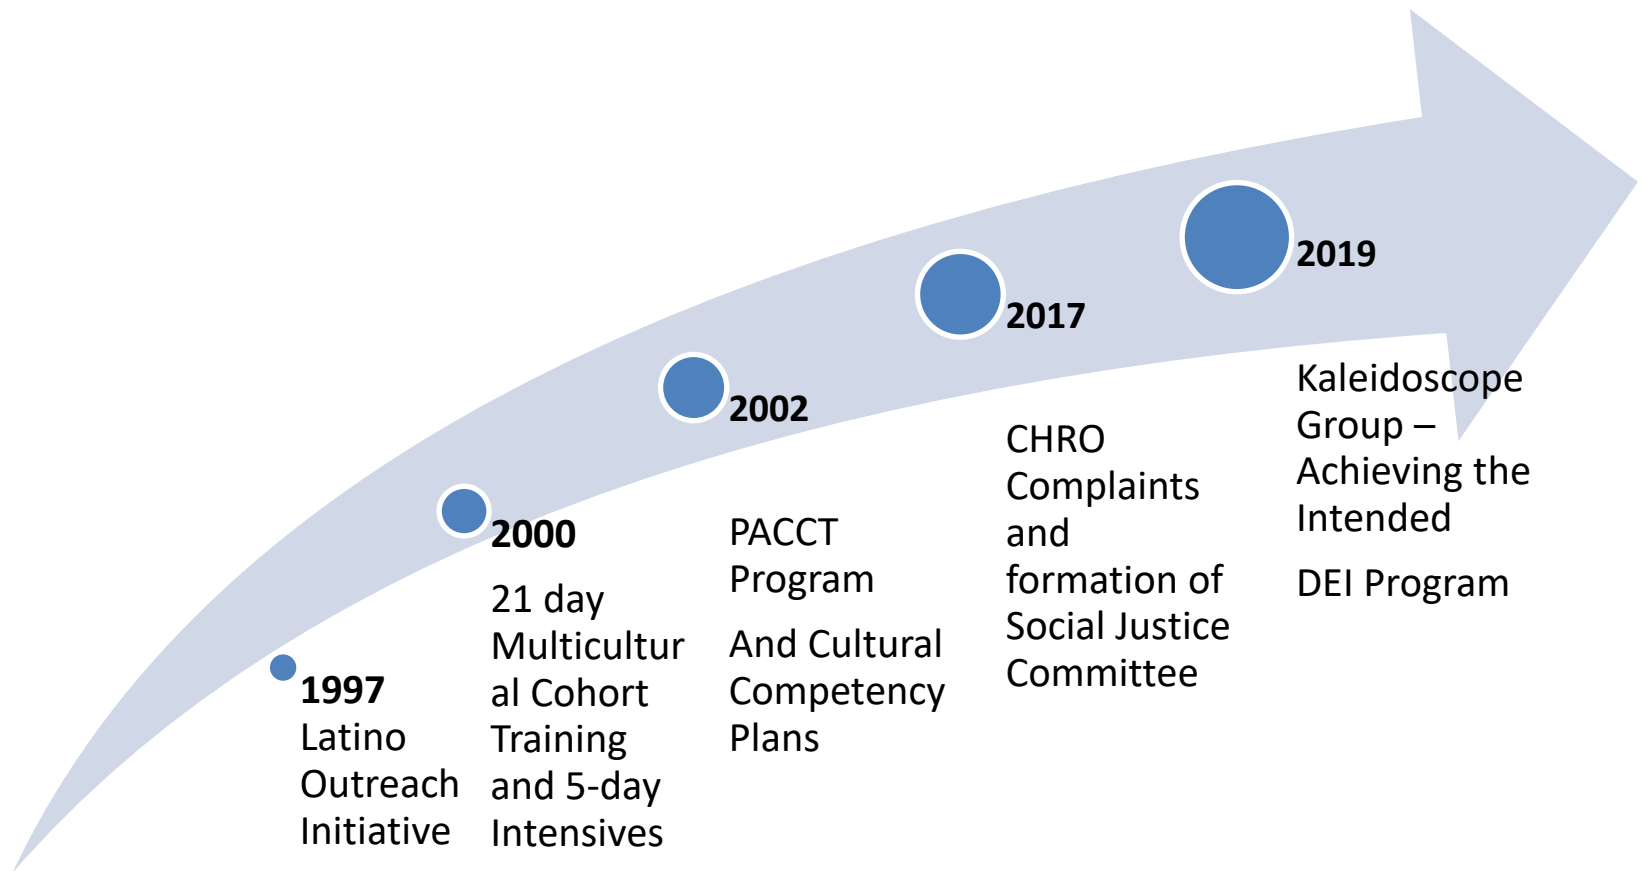 1997
Latino
Outreach
Initiative
2000
21 day
Multicultur
al Cohort
Training
and 5-day
Intensives
2002
PACCT
Program
And Cultural
Competency
Plans
2017
CHRO
Complaints
and
formation of
Social Justice
Committee
2019
Kaleidoscope
Group –
Achieving the
Intended
DEI Program